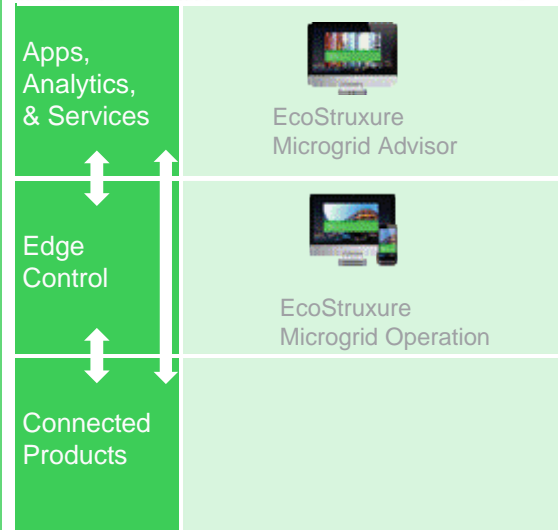 Apps,
Analytics,
& Services
EcoStruxure
Microgrid Advisor
Edge
Control
EcoStruxure
Microgrid Operation
Connected
Products